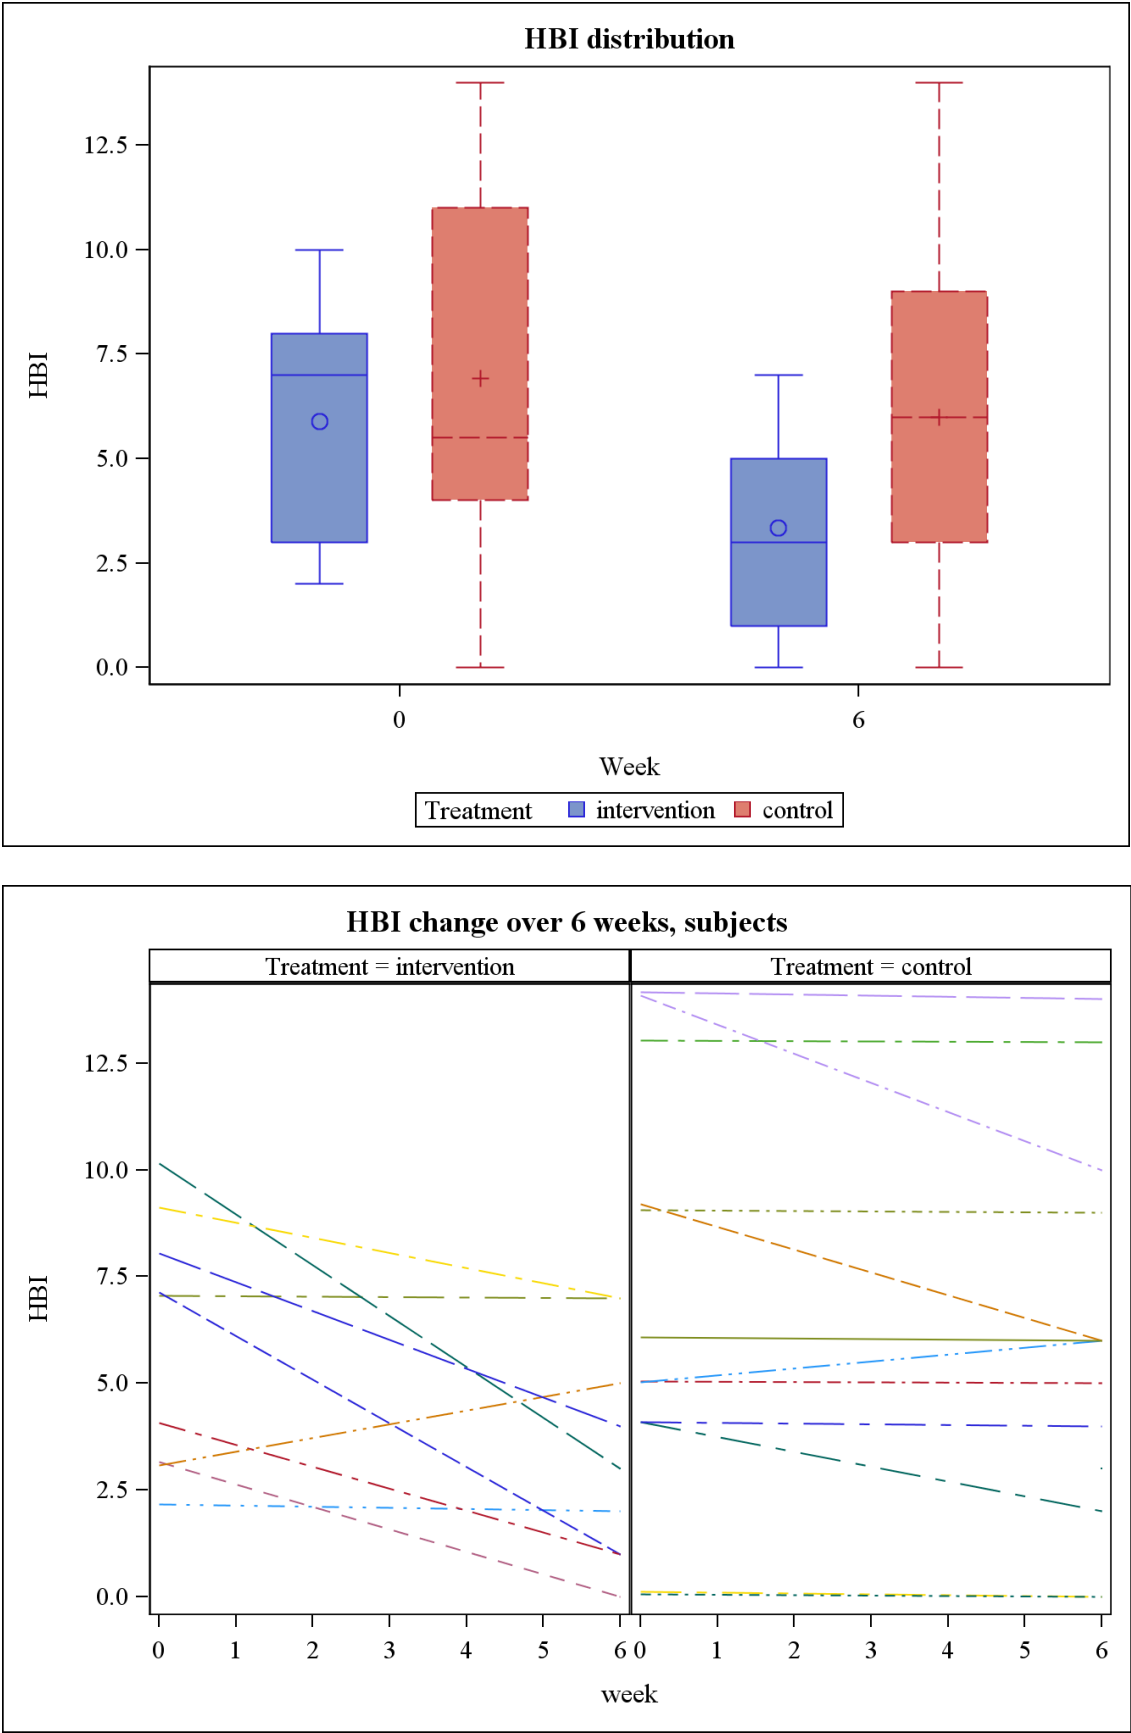 HBI distribution
12.5
10.0
7.5
5.0
2.5
0.0
HBI
0 6
Week
Treatment intervention control
HBI change over 6 weeks, subjects
Treatment = intervention Treatment = control
12.5
10.0
7.5
5.0
2.5
0.0
HBI
0 1 2 3 4 5 6 0 1 2 3 4 5 6
week